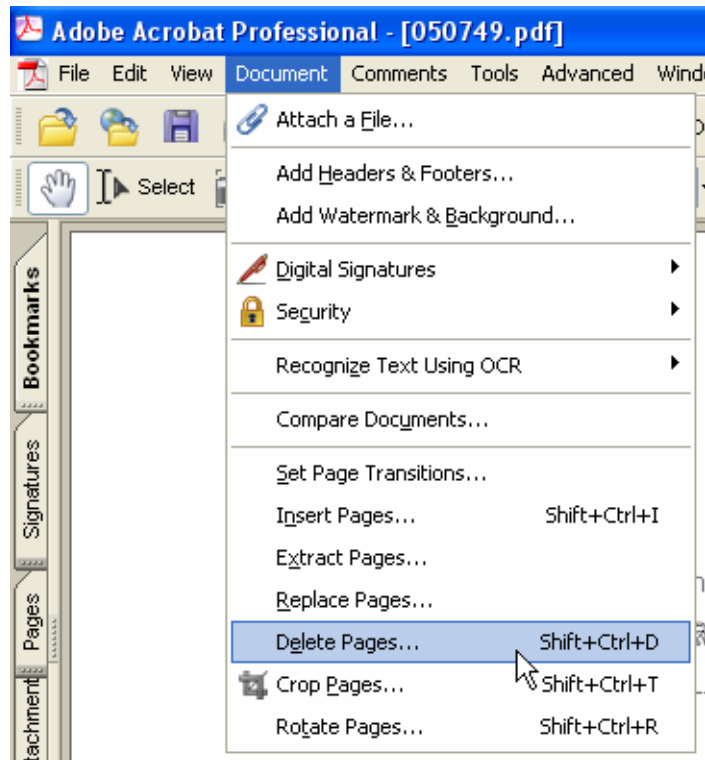 Adobe Acrobat Professional - [050749.pdf]
File Edit View Document Comments Tools Advanced Wind
Attach a File...
Add Headers & Footers...
Select
Add Watermark & Background...
Digital Signatures
Security
Recognize Text Using OCR
Compare Documents...
Set Page Transitions...
Insert Pages... Shift+Ctrl+I
Extract Pages...
Replace Pages...
Delete Pages... Shift+Ctrl+D
Crop Pages... Shift+Ctrl+T
Rotate Pages... Shift+Ctrl+R
Bookmarks
Signatures
Pages
tachment